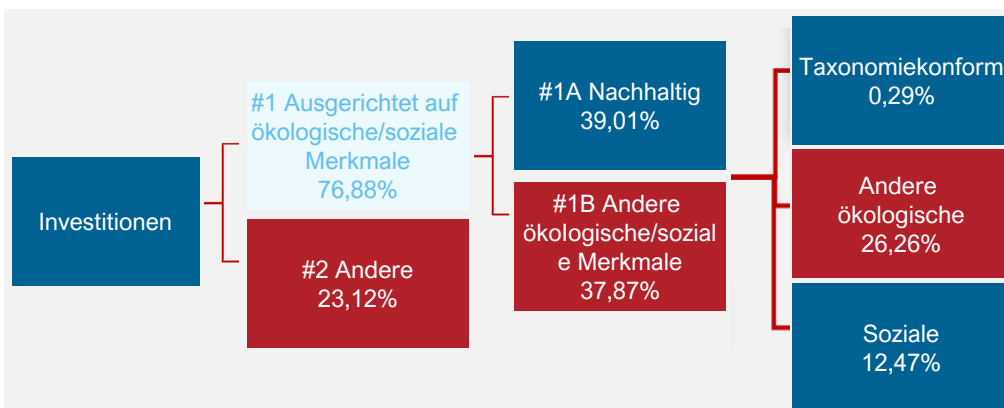 Investitionen
#1 Ausgerichtet auf
ökologische/soziale
Merkmale
76,88%
#2 Andere
23,12%
#1A Nachhaltig
39,01%
#1B Andere
ökologische/sozial
e Merkmale
37,87%
Taxonomiekonform
0,29%
Andere
ökologische
26,26%
Soziale
12,47%